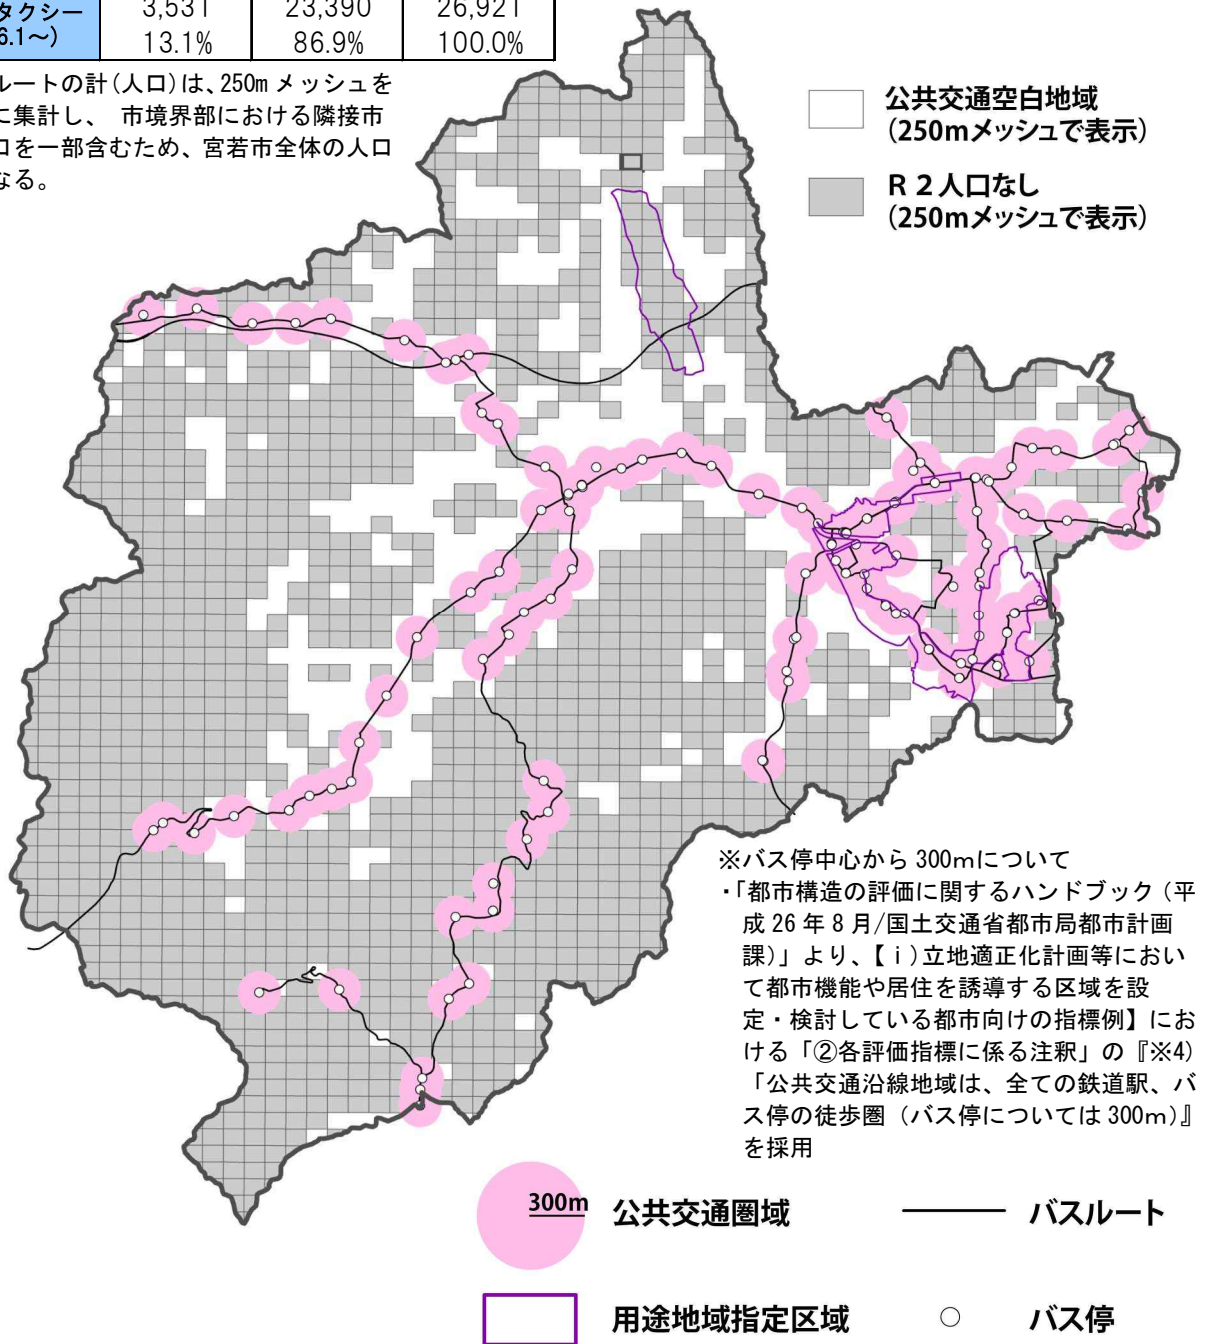 タクシー 3,531 23,390 26,921
6.1～） 13.1% 86.9% 100.0%
ルートの計(人口)は、250m メッシュを
に集計し、 市境界部における隣接市
口を一部含むため、宮若市全体の人口
なる。
公共交通空白地域
(250mメッシュで表示)
R２人口なし
(250mメッシュで表示)
※バス停中心から 300mについて
・「都市構造の評価に関するハンドブック（平
成 26 年 8 月/国土交通省都市局都市計画
課）」より、【ⅰ）立地適正化計画等におい
て都市機能や居住を誘導する区域を設
定・検討している都市向けの指標例】にお
ける「②各評価指標に係る注釈」の『※4)
「公共交通沿線地域は、全ての鉄道駅、バ
ス停の徒歩圏（バス停については 300m）』
を採用
300m 公共交通圏域 バスルート
用途地域指定区域 バス停